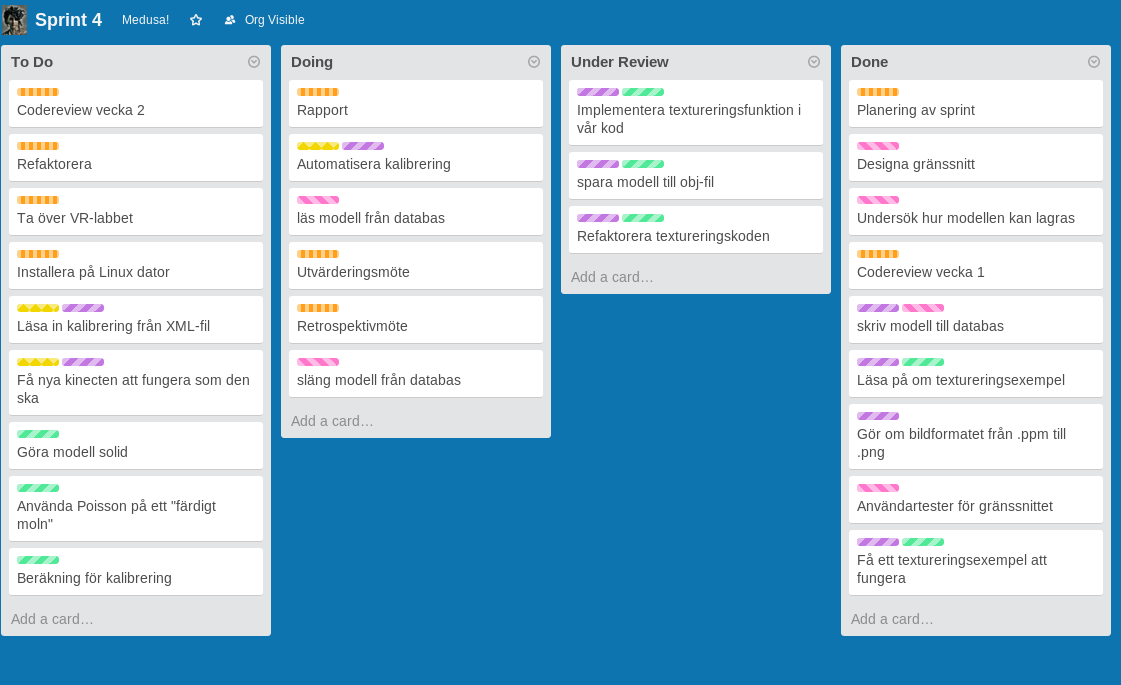 Sprint 4 Medusa! Org Visible
To Do
Codereview vecka 2
Refaktorera
Ta över VR-labbet
Installera på Linux dator
Läsa in kalibrering från XML-fil
Få nya kinecten att fungera som den
ska
Göra modell solid
Använda Poisson på ett "färdigt
moln"
Beräkning för kalibrering
Add a card…
Doing
Rapport
Automatisera kalibrering
läs modell från databas
Utvärderingsmöte
Retrospektivmöte
släng modell från databas
Add a card…
Under Review
Implementera textureringsfunktion i
vår kod
spara modell till obj-fil
Refaktorera textureringskoden
Add a card…
Done
Planering av sprint
Designa gränssnitt
Undersök hur modellen kan lagras
Codereview vecka 1
skriv modell till databas
Läsa på om textureringsexempel
Gör om bildformatet från .ppm till
.png
Användartester för gränssnittet
Få ett textureringsexempel att
fungera
Add a card…